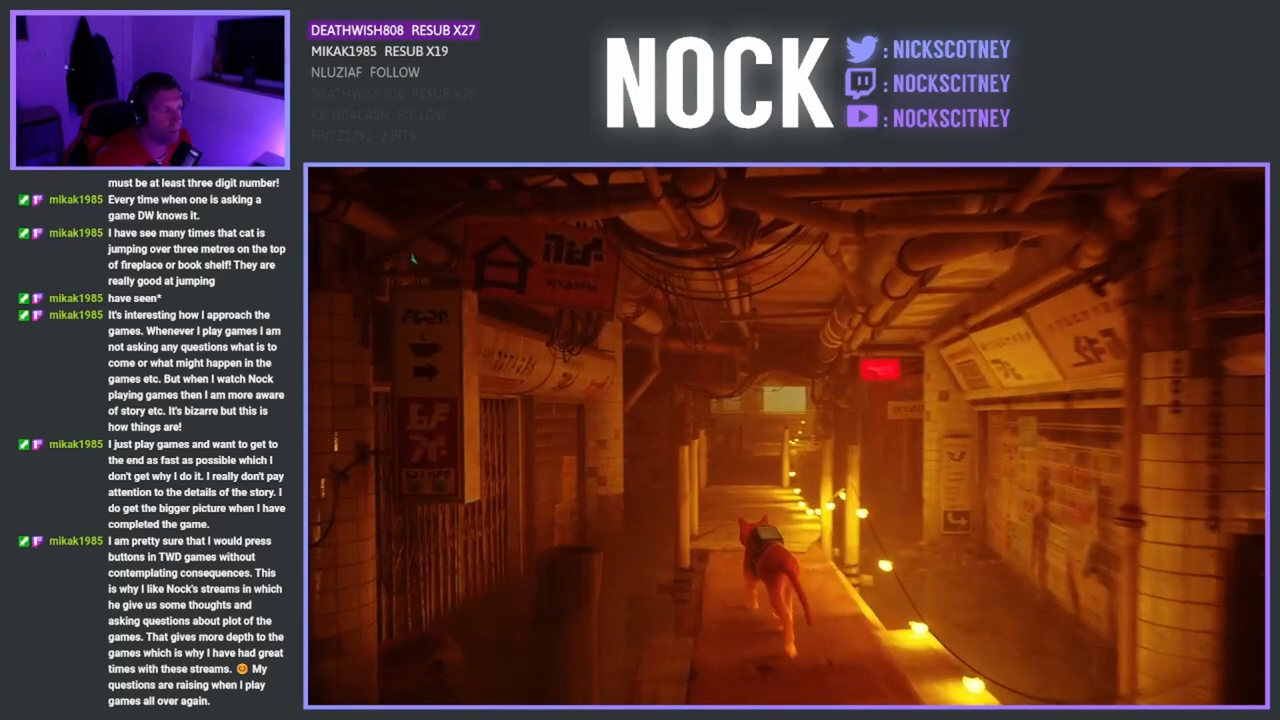 DEATHWISH808 RESUB X27
MIKAK1985 RESUB X19
NLUZIAF FOLLOW
DEATHWISH808 RESUB X26
RAINDACASH FOLLOW
FRITZ1791 2 BITS
NOCK
: NICKSCOTNEY
: NOCKSCITNEY
: NOCKSCITNEY
must be at least three digit number!
mikak1985 Every time when one is asking a
game DW knows it.
mikak1985 I have see many times that cat is
jumping over three metres on the top
of fireplace or book shelf! They are
really good at jumping
mikak1985 have seen*
mikak1985 It's interesting how I approach the
games. Whenever I play games I am
not asking any questions what is to
come or what might happen in the
games etc. But when I watch Nock
playing games then I am more aware
of story etc. It's bizarre but this is
how things are!
mikak1985 I just play games and want to get to
the end as fast as possible which I
don't get why I do it. I really don't pay
attention to the details of the story. I
do get the bigger picture when I have
completed the game.
mikak1985 I am pretty sure that I would press
buttons in TWD games without
contemplating consequences. This
is why I like Nock's streams in which
he give us some thoughts and
asking questions about plot of the
games. That gives more depth to the
games which is why I have had great
times with these streams. 😊 My
questions are raising when I play
games all over again.